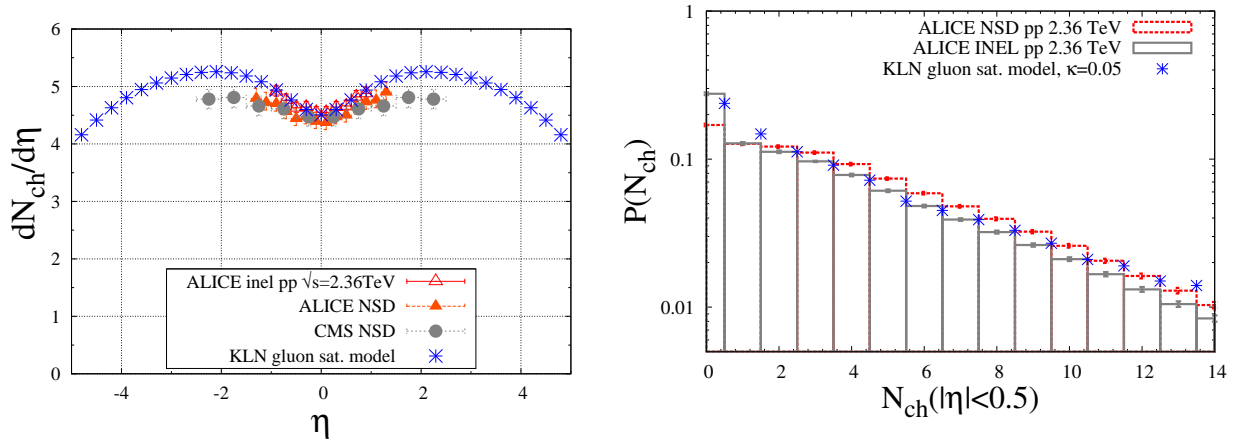 6
5
4
3
2
1
0
dN_ch/dη
-4 -2 0 2 4
η
ALICE inel pp √s=2.36TeV
ALICE NSD
CMS NSD
KLN gluon sat. model
1
0.1
0.01
P(N_ch)
0 2 4 6 8 10 12 14
N_ch(|η|<0.5)
ALICE NSD pp 2.36 TeV
ALICE INEL pp 2.36 TeV
KLN gluon sat. model, κ=0.05